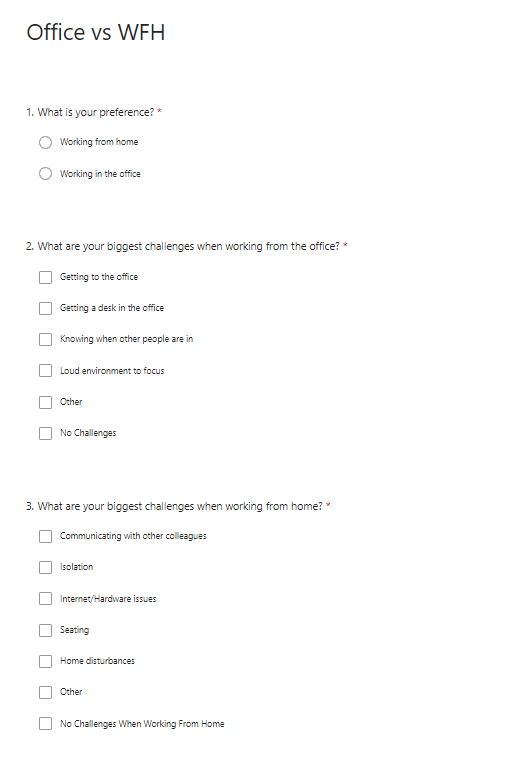 Office vs WFH
1. What is your preference? *
Working from home
Working in the office
2. What are your biggest challenges when working from the office? *
Getting to the office
Getting a desk in the office
Knowing when other people are in
Loud environment to focus
Other
No Challenges
3. What are your biggest challenges when working from home? *
Communicating with other colleagues
Isolation
Internet/Hardware issues
Seating
Home disturbances
Other
No Challenges When Working From Home